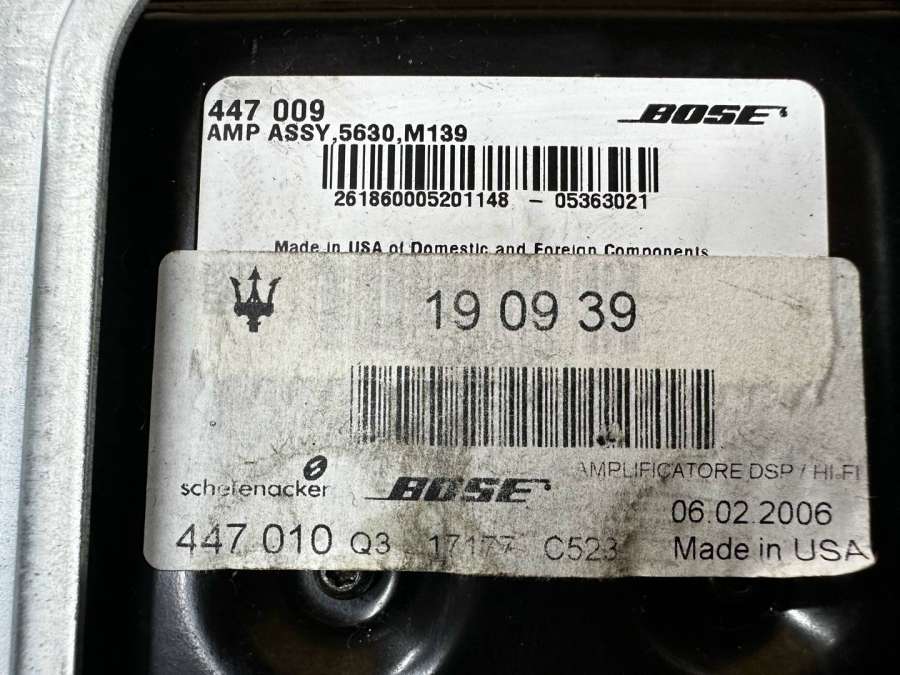 447 009
BOSE
AMP ASSY,5630,M139
261860005201148 - 05363021
Made in USA of Domestic and Foreign Components
19 09 39
schefenacker
BOSE
AMPLIFICATORE DSP / HI-FI
06.02.2006
447 010 Q3 17177 C523
Made in USA